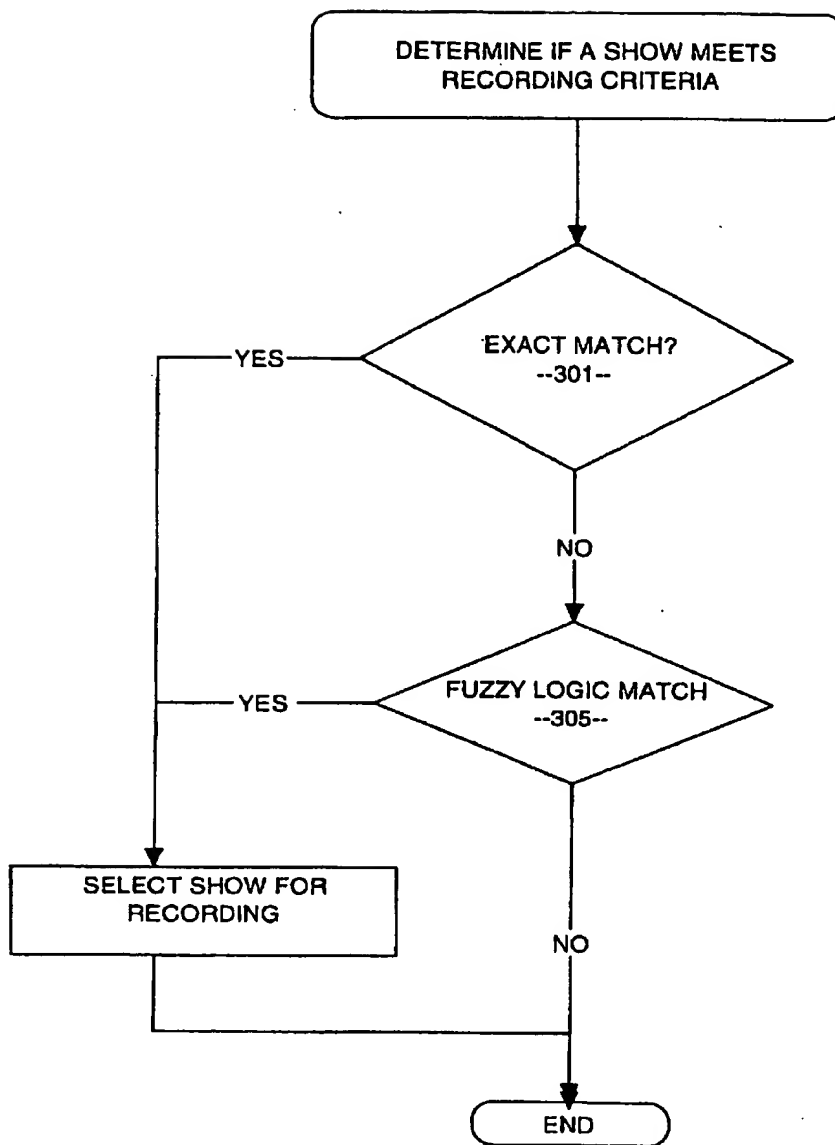 DETERMINE IF A SHOW MEETS
RECORDING CRITERIA
EXACT MATCH?
--301--
YES
NO
FUZZY LOGIC MATCH
--305--
YES
SELECT SHOW FOR
RECORDING
NO
END